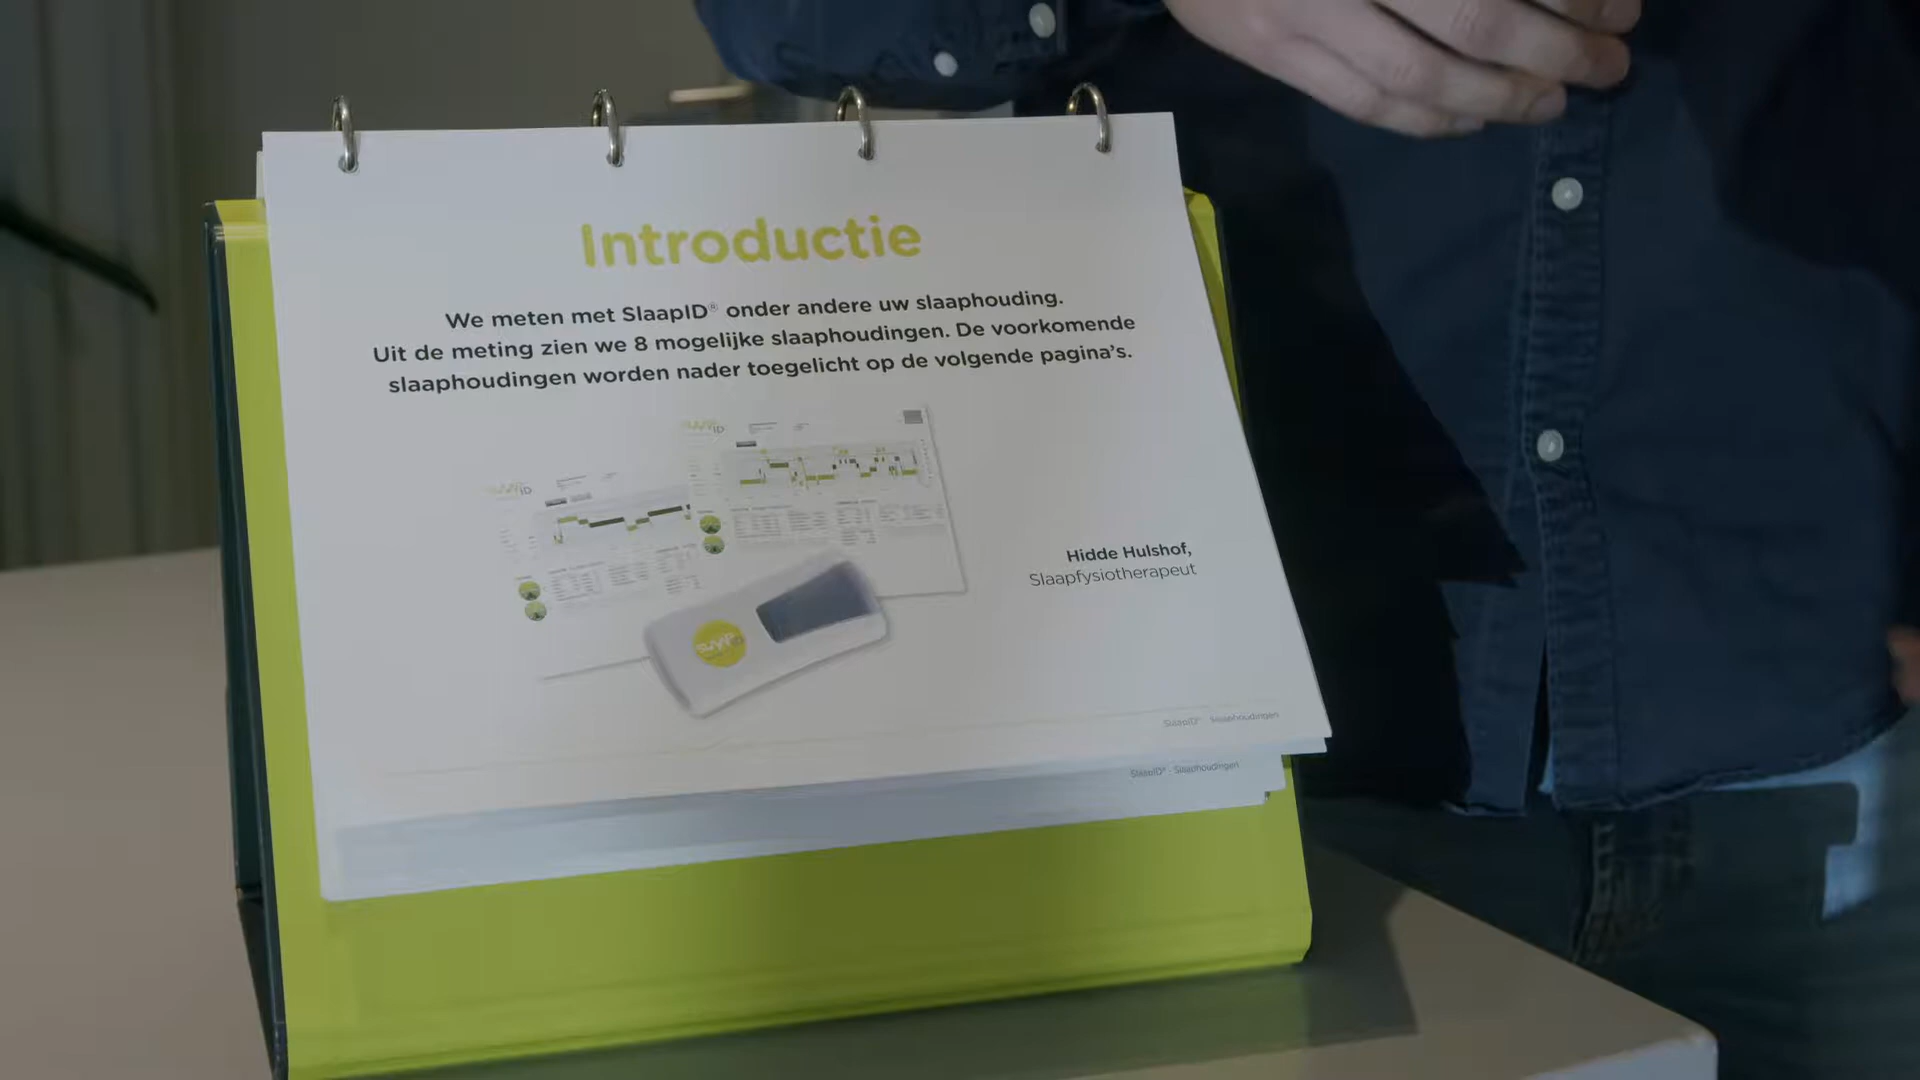 Introductie
We meten met SlaapID® onder andere uw slaaphouding.
Uit de meting zien we 8 mogelijke slaaphoudingen. De voorkomende
slaaphoudingen worden nader toegelicht op de volgende pagina's.
Hidde Hulshof,
Slaapfysiotherapeut
SlaapID® - Slaaphoudingen
SlaapID® - Slaaphoudingen